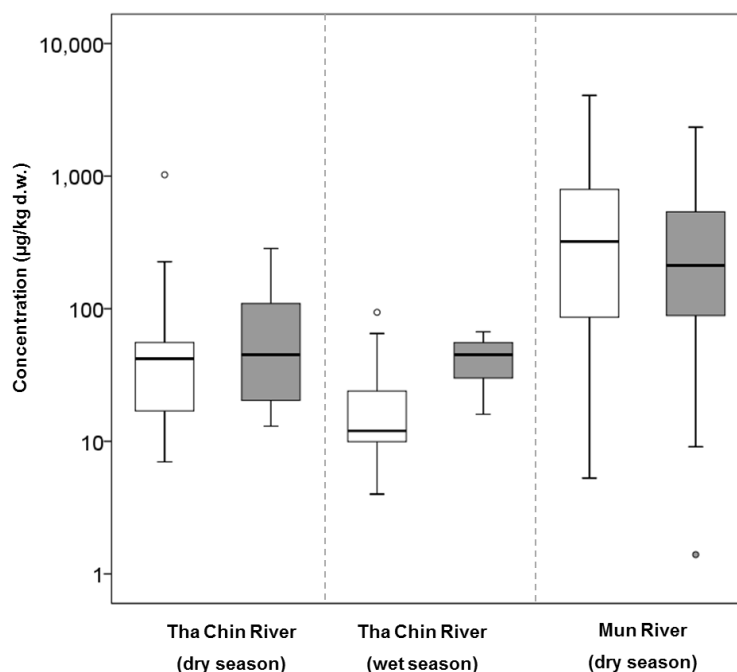 10,000
1,000
100
10
1
Concentration (µg/kg d.w.)
Tha Chin River
(dry season)
Tha Chin River
(wet season)
Mun River
(dry season)